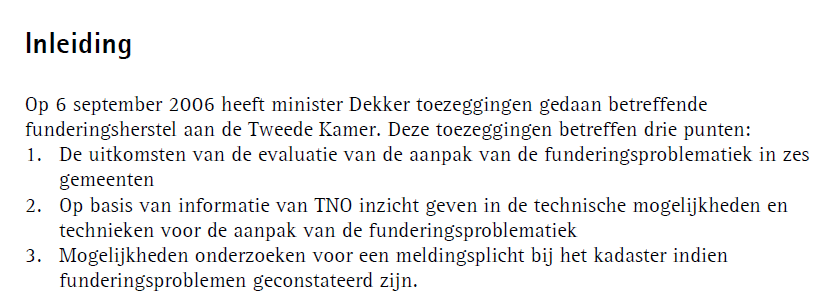 Inleiding
Op 6 september 2006 heeft minister Dekker toezeggingen gedaan betreffende
funderingsherstel aan de Tweede Kamer. Deze toezeggingen betreffen drie punten:
1. De uitkomsten van de evaluatie van de aanpak van de funderingsproblematiek in zes
gemeenten
2. Op basis van informatie van TNO inzicht geven in de technische mogelijkheden en
technieken voor de aanpak van de funderingsproblematiek
3. Mogelijkheden onderzoeken voor een meldingsplicht bij het kadaster indien
funderingsproblemen geconstateerd zijn.